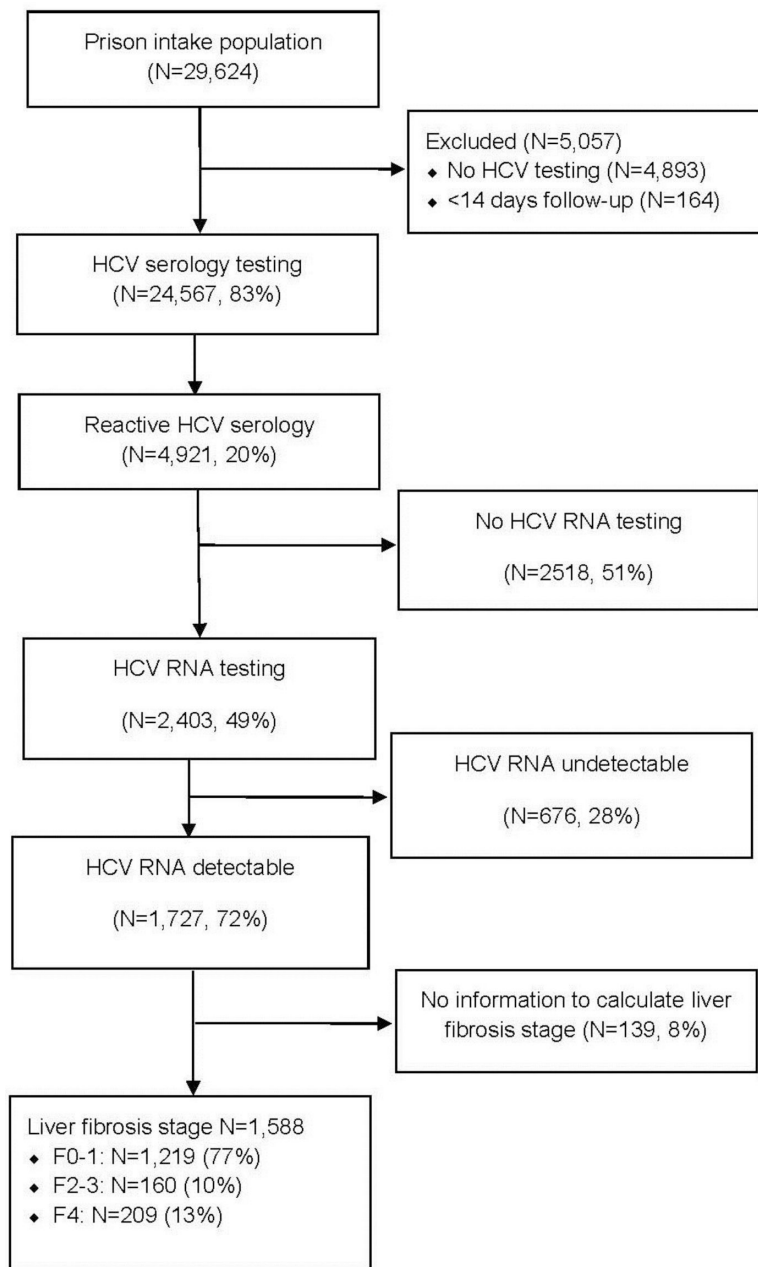 Prison intake population
(N=29,624)
Excluded (N=5,057)
◆ No HCV testing (N=4,893)
◆ <14 days follow-up (N=164)
HCV serology testing
(N=24,567, 83%)
Reactive HCV serology
(N=4,921, 20%)
No HCV RNA testing
(N=2518, 51%)
HCV RNA testing
(N=2,403, 49%)
HCV RNA undetectable
(N=676, 28%)
HCV RNA detectable
(N=1,727, 72%)
No information to calculate liver
fibrosis stage (N=139, 8%)
Liver fibrosis stage N=1,588
◆ F0-1: N=1,219 (77%)
◆ F2-3: N=160 (10%)
◆ F4: N=209 (13%)